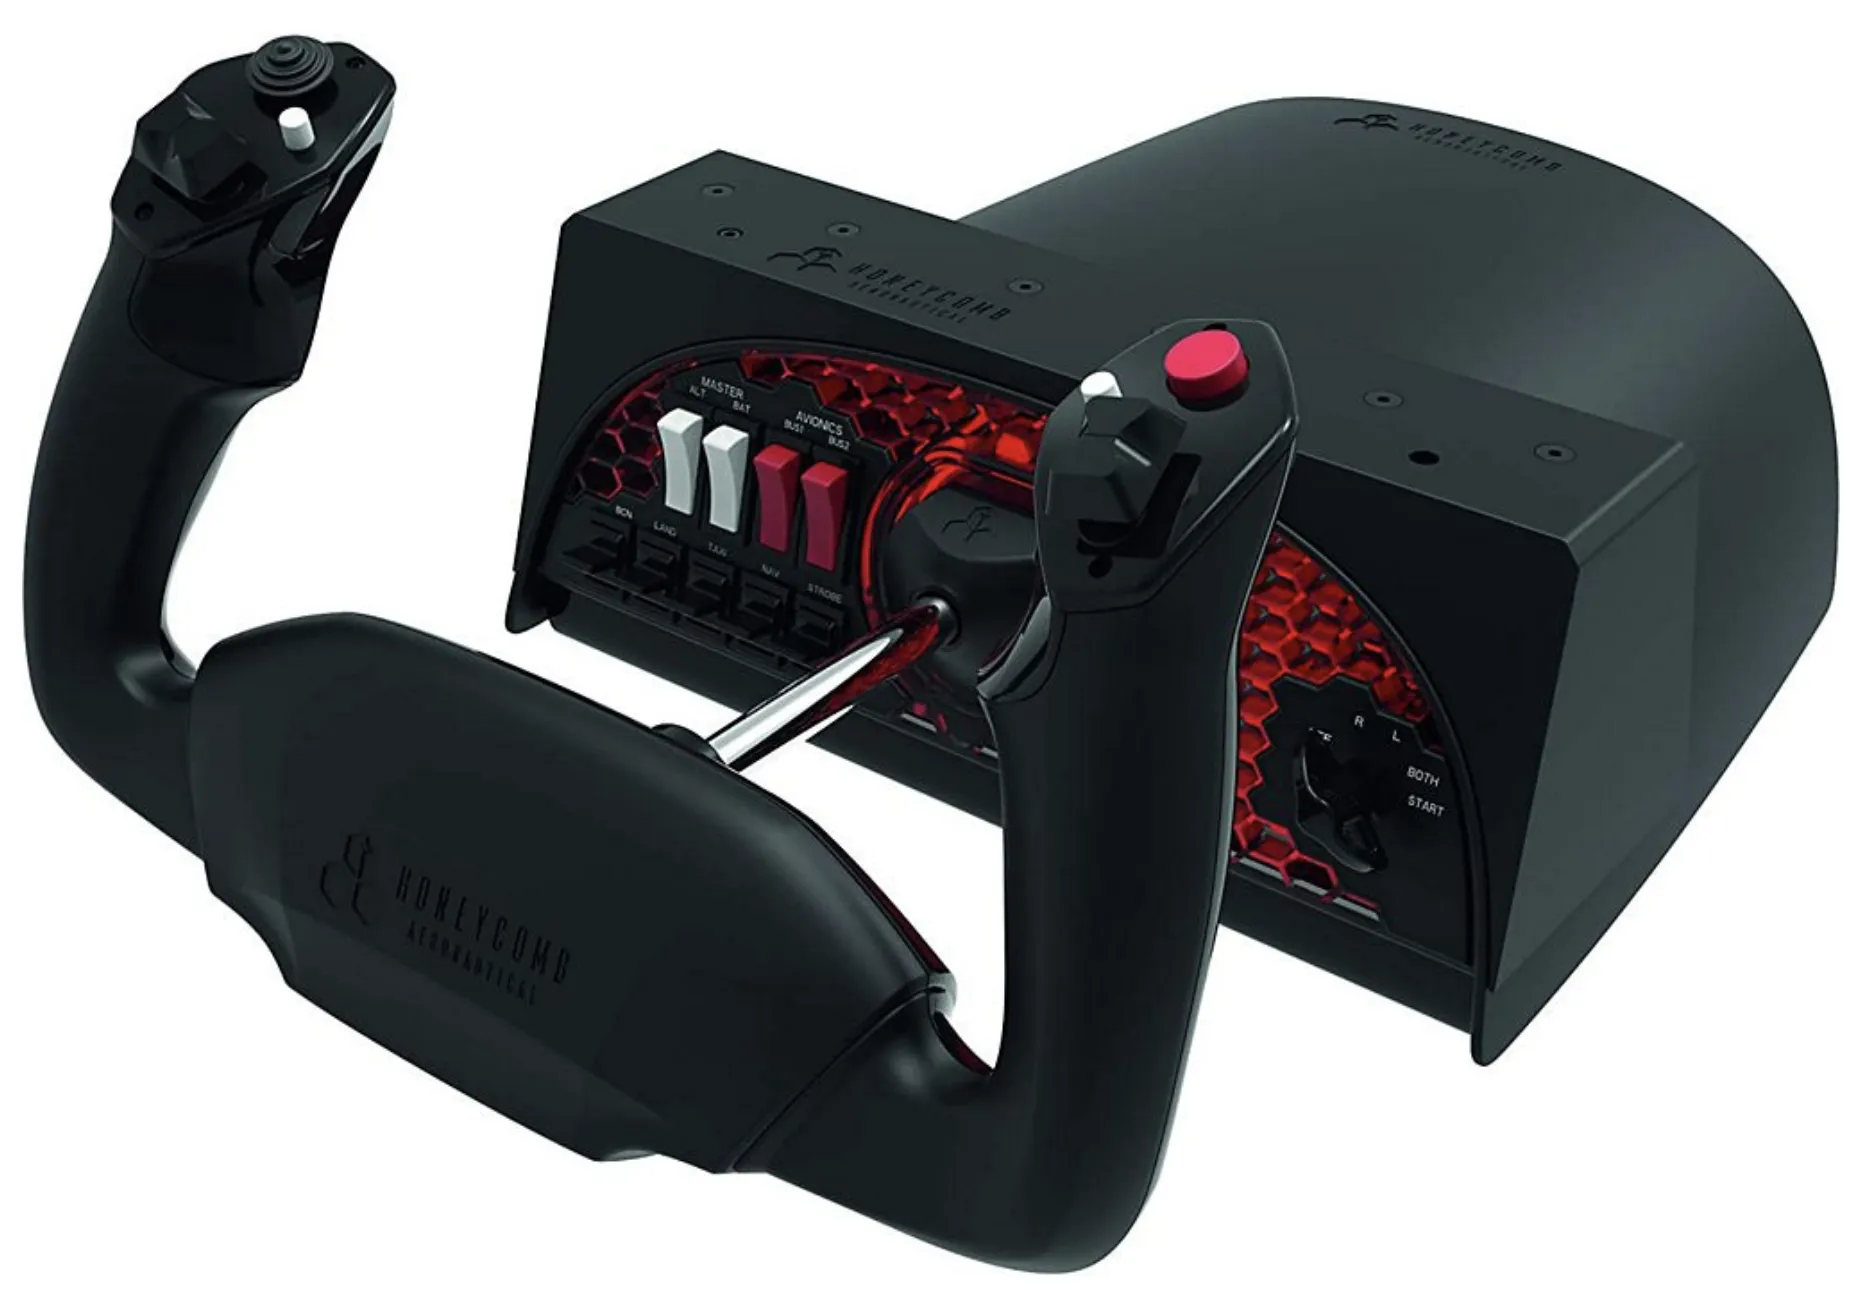 HONEYCOMB
AERONAUTICAL
HONEYCOMB
AERONAUTICAL
MASTER
ALT
BAT
AVIONICS
BUS1
BUS2
BCN
LAND
TAXI
NAV
STROBE
R
L
BOTH
START
HONEYCOMB
AERONAUTICAL